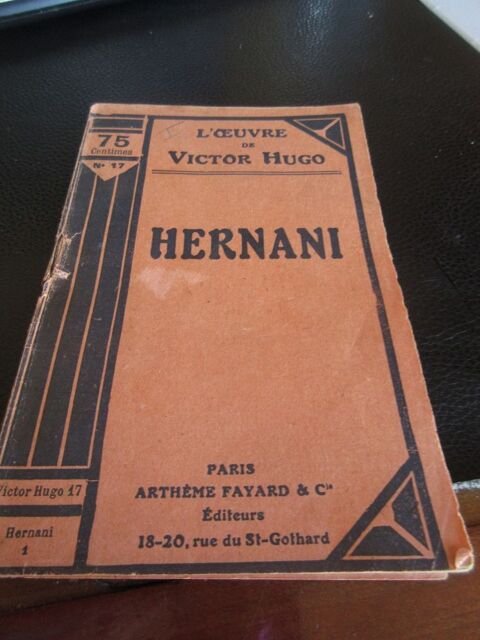 75
Centimes
N° 17
L'ŒUVRE
DE
VICTOR HUGO
HERNANI
PARIS
ARTHÈME FAYARD & Cie
Éditeurs
18-20, rue du St-Gothard
Victor Hugo 17
Hernani
1